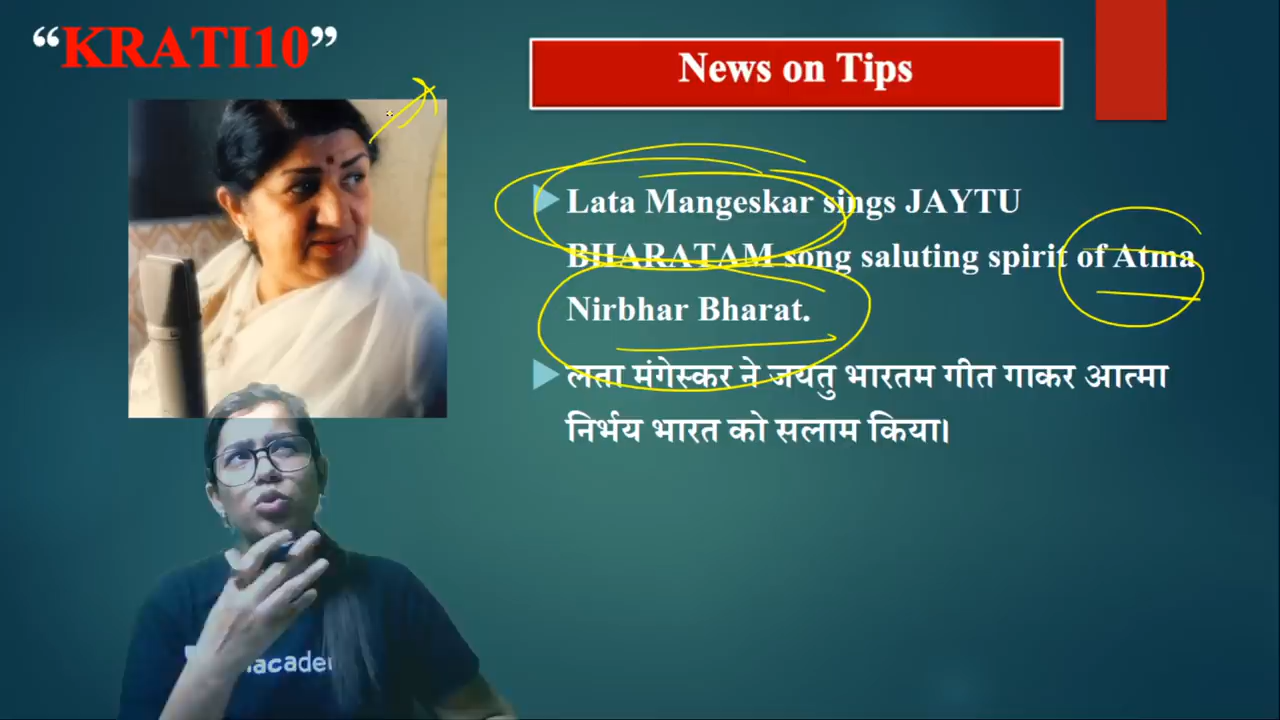 “KRATI10”
News on Tips
Lata Mangeskar sings JAYTU
BHARATAM song saluting spirit of Atma
Nirbhar Bharat.
लता मंगेस्कर ने जयतु भारतम गीत गाकर आत्मा
निर्भय भारत को सलाम किया।